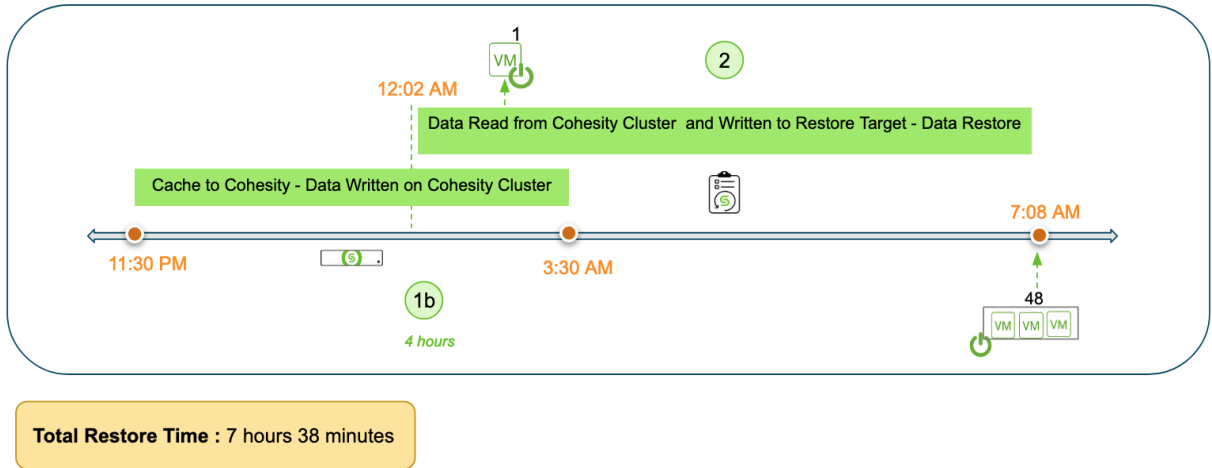 1
VM
2
12:02 AM
Data Read from Cohesity Cluster and Written to Restore Target - Data Restore
Cache to Cohesity - Data Written on Cohesity Cluster
7:08 AM
11:30 PM
3:30 AM
1b
4 hours
48
VM VM VM
Total Restore Time : 7 hours 38 minutes